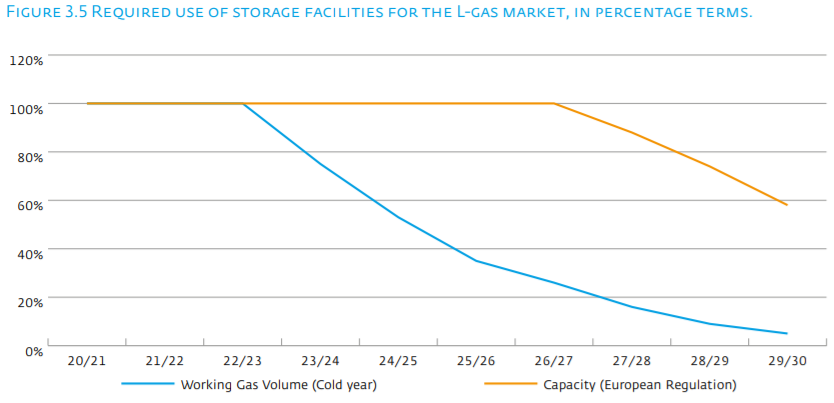 Figure 3.5 Required use of storage facilities for the L-gas market, in percentage terms.
120%
100%
80%
60%
40%
20%
0%
20/21 21/22 22/23 23/24 24/25 25/26 26/27 27/28 28/29 29/30
Working Gas Volume (Cold year) Capacity (European Regulation)